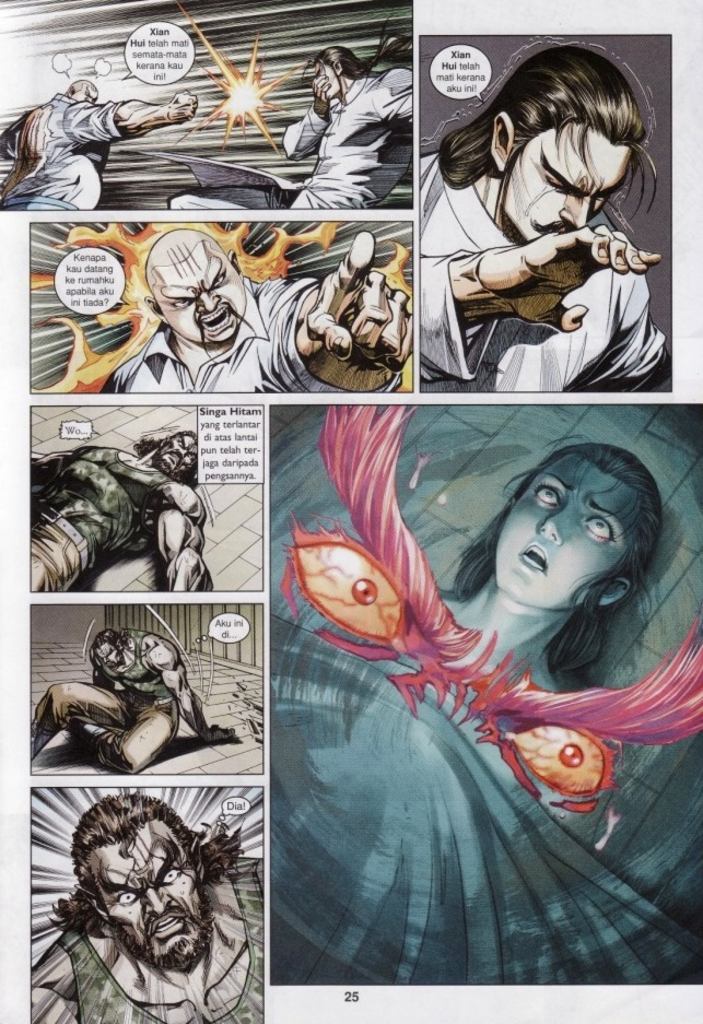 Xian
Hui telah mati
semata-mata
kerana kau
ini!
Xian
Hui telah
mati kerana
aku ini!
Kenapa
kau datang
ke rumahku
apabila aku
ini tiada?
Wo...
Singa Hitam
yang terlantar
di atas lantai
pun telah ter-
jaga daripada
pengsannya.
Aku ini
di...
Dia!
25